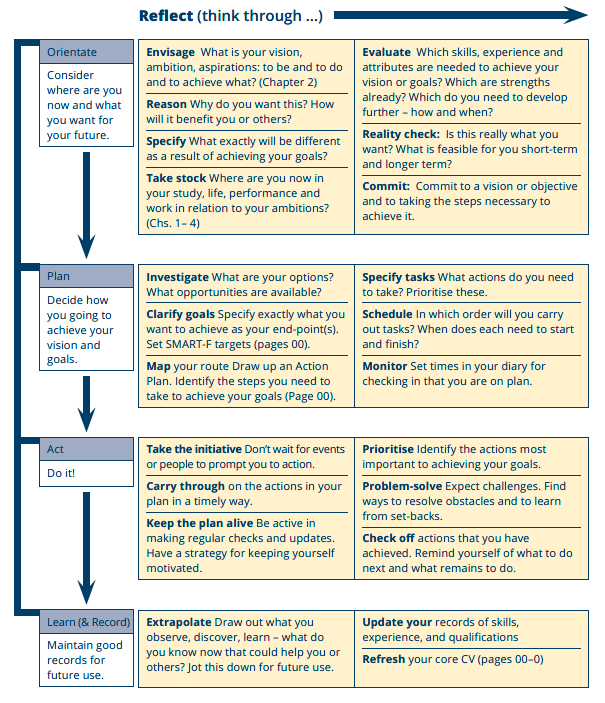 Reflect (think through ...)
Orientate
Consider
where are you
now and what
you want for
your future.
Envisage What is your vision,
ambition, aspirations: to be and to do
and to achieve what? (Chapter 2)
Reason Why do you want this? How
will it benefit you or others?
Specify What exactly will be different
as a result of achieving your goals?
Take stock Where are you now in
your study, life, performance and
work in relation to your ambitions?
(Chs. 1– 4)
Evaluate Which skills, experience and
attributes are needed to achieve your
vision or goals? Which are strengths
already? Which do you need to develop
further – how and when?
Reality check: Is this really what you
want? What is feasible for you short-term
and longer term?
Commit: Commit to a vision or objective
and to taking the steps necessary to
achieve it.
Plan
Decide how
you going to
achieve your
vision and
goals.
Investigate What are your options?
What opportunities are available?
Clarify goals Specify exactly what you
want to achieve as your end-point(s).
Set SMART-F targets (pages 00).
Map your route Draw up an Action
Plan. Identify the steps you need to
take to achieve your goals (Page 00).
Specify tasks What actions do you need
to take? Prioritise these.
Schedule In which order will you carry
out tasks? When does each need to start
and finish?
Monitor Set times in your diary for
checking in that you are on plan.
Act
Do it!
Take the initiative Don't wait for events
or people to prompt you to action.
Carry through on the actions in your
plan in a timely way.
Keep the plan alive Be active in
making regular checks and updates.
Have a strategy for keeping yourself
motivated.
Prioritise Identify the actions most
important to achieving your goals.
Problem-solve Expect challenges. Find
ways to resolve obstacles and to learn
from set-backs.
Check off actions that you have
achieved. Remind yourself of what to do
next and what remains to do.
Learn (& Record)
Maintain good
records for
future use.
Extrapolate Draw out what you
observe, discover, learn – what do
you know now that could help you or
others? Jot this down for future use.
Update your records of skills,
experience, and qualifications
Refresh your core CV (pages 00–0)